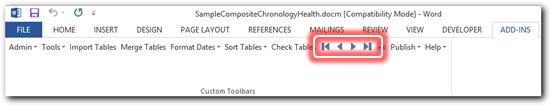 SampleCompositeChronologyHealth.docm [Compatibility Mode] - Word
FILE HOME INSERT DESIGN PAGE LAYOUT REFERENCES MAILINGS REVIEW VIEW DEVELOPER ADD-INS
Admin Tools Import Tables Merge Tables Format Dates Sort Tables Check Table Publish Help
Custom Toolbars